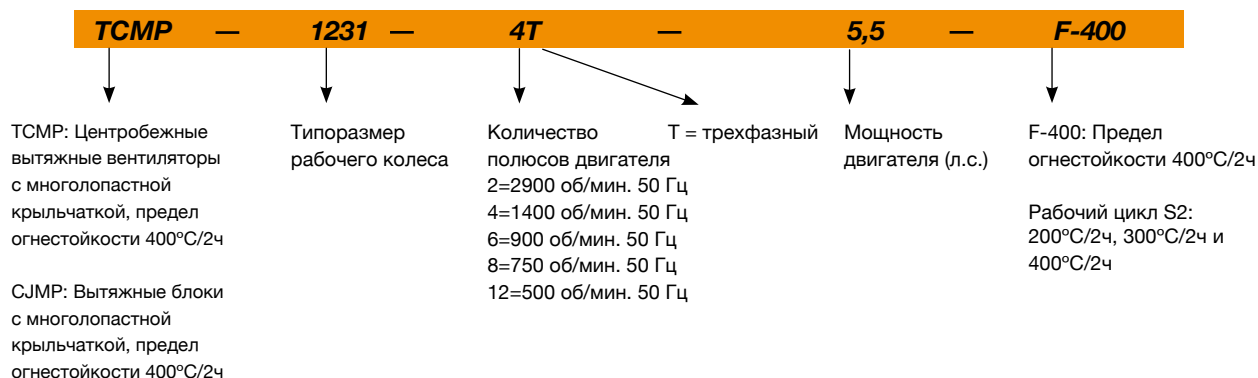 TCMP — 1231 — 4T — 5,5 — F-400
TCMP: Центробежные
вытяжные вентиляторы
с многолопастной
крыльчаткой, предел
огнестойкости 400ºC/2ч
CJMP: Вытяжные блоки
с многолопастной
крыльчаткой, предел
огнестойкости 400ºC/2ч
Типоразмер
рабочего колеса
Количество
полюсов двигателя
2=2900 об/мин. 50 Гц
4=1400 об/мин. 50 Гц
6=900 об/мин. 50 Гц
8=750 об/мин. 50 Гц
12=500 об/мин. 50 Гц
T = трехфазный
Мощность
двигателя (л.с.)
F-400: Предел
огнестойкости 400ºC/2ч
Рабочий цикл S2:
200ºC/2ч, 300ºC/2ч и
400ºC/2ч